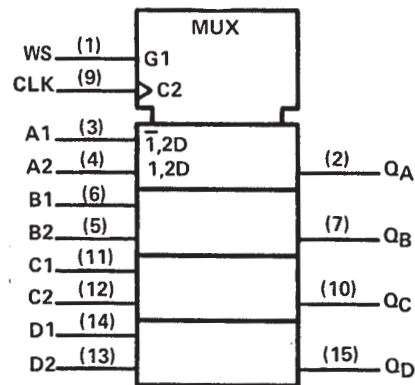 MUX
WS (1) G1
CLK (9) C2
A1 (3) 1̅,2D
A2 (4) 1,2D (2) QA
B1 (6)
B2 (5) (7) QB
C1 (11)
C2 (12) (10) QC
D1 (14)
D2 (13) (15) QD